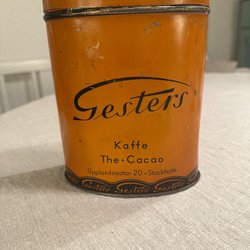 Gesters
Kaffe
The • Cacao
Upplandsgatan 20 • Stockholm
Gesters Gesters Gesters